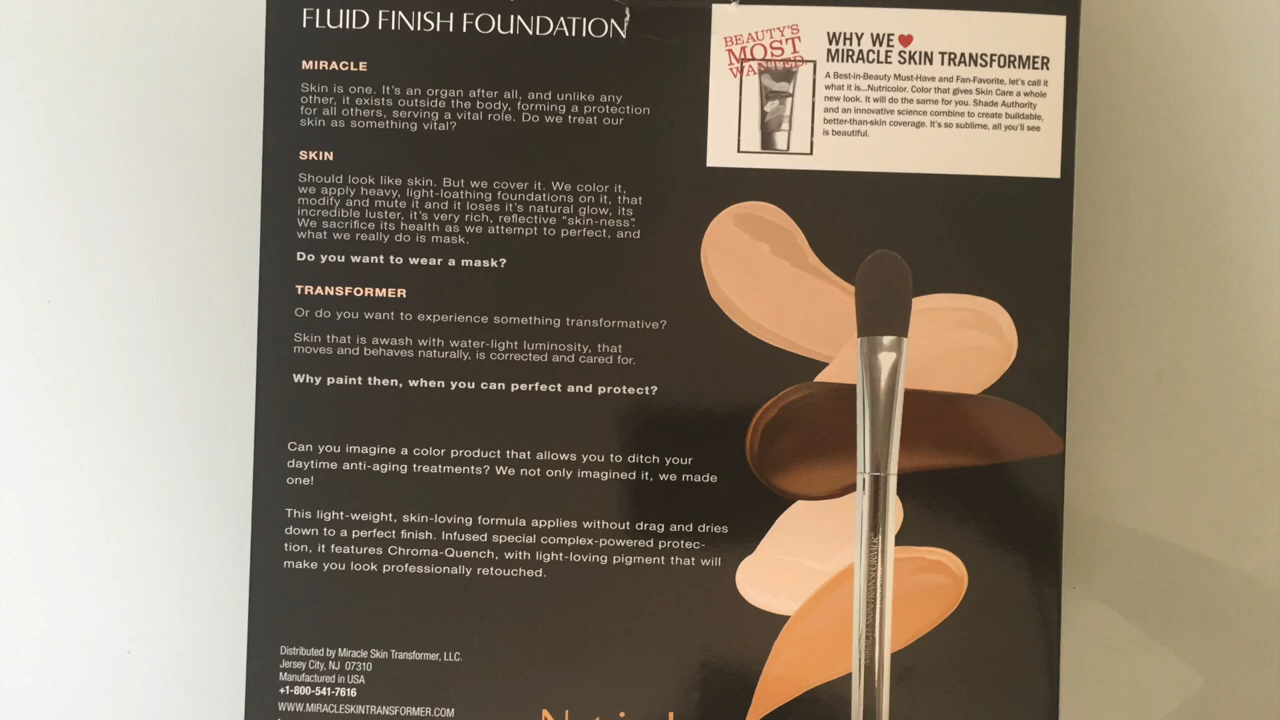 FLUID FINISH FOUNDATION
MIRACLE
Skin is one. It's an organ after all, and unlike any
other, it exists outside the body, forming a protection
for all others, serving a vital role. Do we treat our
skin as something vital?
SKIN
Should look like skin. But we cover it. We color it,
we apply heavy, light-loathing foundations on it, that
modify and mute it and it loses it's natural glow, its
incredible luster, it's very rich, reflective "skin-ness".
We sacrifice its health as we attempt to perfect, and
what we really do is mask.
Do you want to wear a mask?
TRANSFORMER
Or do you want to experience something transformative?
Skin that is awash with water-light luminosity, that
moves and behaves naturally, is corrected and cared for.
Why paint then, when you can perfect and protect?
Can you imagine a color product that allows you to ditch your
daytime anti-aging treatments? We not only imagined it, we made
one!
This light-weight, skin-loving formula applies without drag and dries
down to a perfect finish. Infused special complex-powered protec-
tion, it features Chroma-Quench, with light-loving pigment that will
make you look professionally retouched.
Distributed by Miracle Skin Transformer, LLC.
Jersey City, NJ 07310
Manufactured in USA
+1-800-541-7616
WWW.MIRACLESKINTRANSFORMER.COM
BEAUTY'S
MOST
WANTED
WHY WE
MIRACLE SKIN TRANSFORMER
A Best-in-Beauty Must-Have and Fan-Favorite, let's call it
what it is...Nutricolor. Color that gives Skin Care a whole
new look. It will do the same for you. Shade Authority
and an innovative science combine to create buildable,
better-than-skin coverage. It's so sublime, all you'll see
is beautiful.
MIRACLE SKIN TRANSFORMER